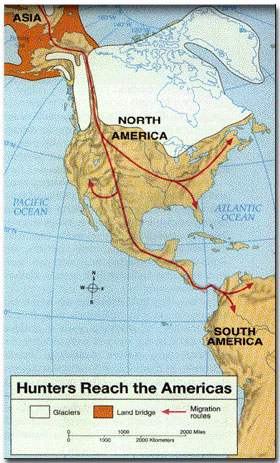 ASIA
NORTH
AMERICA
PACIFIC
OCEAN
ATLANTIC
OCEAN
N
W
E
S
SOUTH
AMERICA
Hunters Reach the Americas
Glaciers
Land bridge
Migration
routes
0 1000 2000 Miles
0 1900 2000 Kilometers